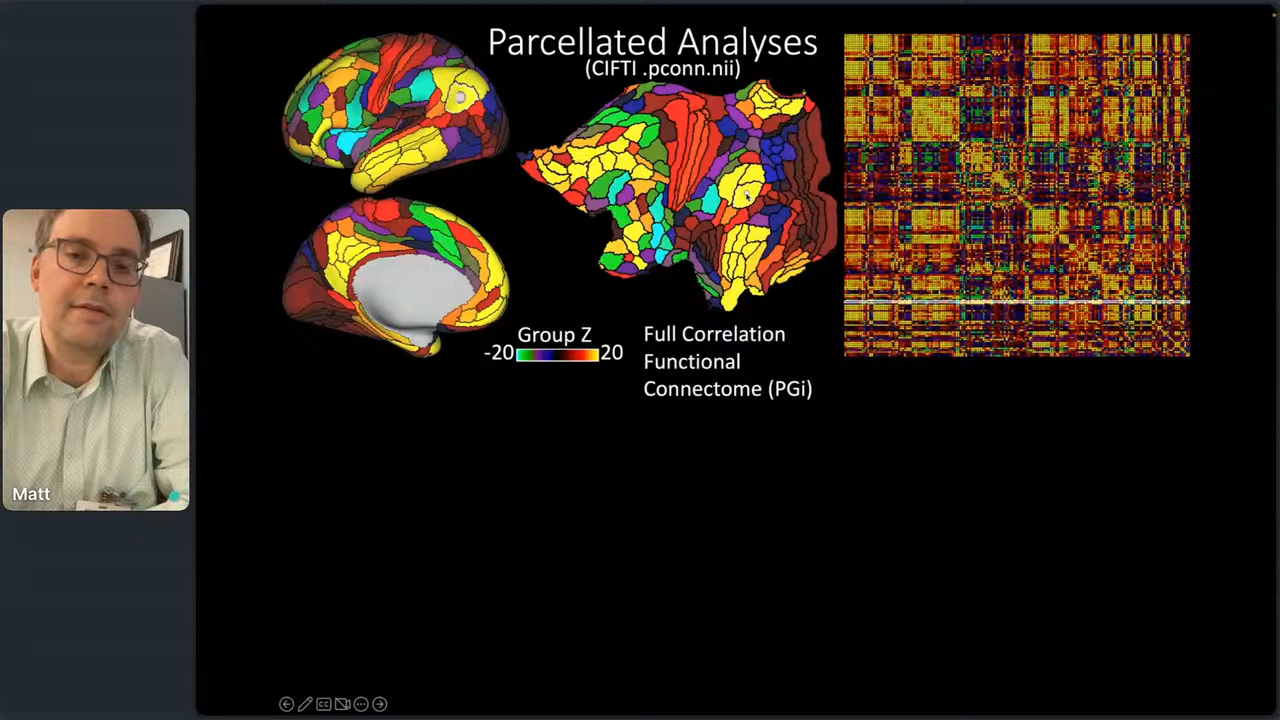 Parcellated Analyses
(CIFTI .pconn.nii)
Group Z
-20 20
Full Correlation
Functional
Connectome (PGi)
Matt